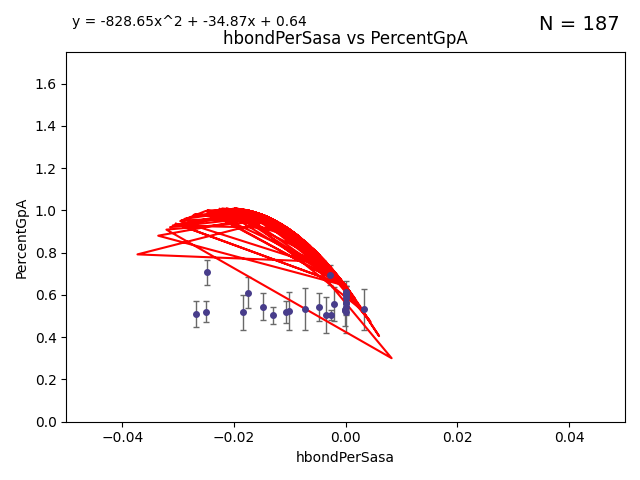 y = -828.65x^2 + -34.87x + 0.64
N = 187
hbondPerSasa vs PercentGpA
1.6
1.4
1.2
1.0
0.8
0.6
0.4
0.2
0.0
PercentGpA
−0.04 −0.02 0.00 0.02 0.04
hbondPerSasa